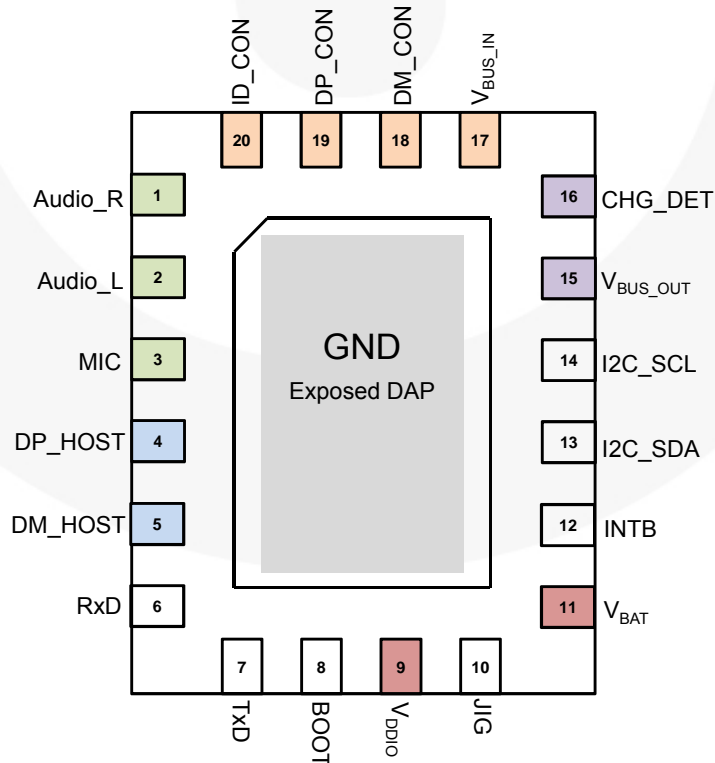 ID_CON
DP_CON
DM_CON
VBUS_IN
20
19
18
17
Audio_R
1
16
CHG_DET
Audio_L
2
15
VBUS_OUT
GND
Exposed DAP
MIC
3
14
I2C_SCL
DP_HOST
4
13
I2C_SDA
DM_HOST
5
12
INTB
RxD
6
11
VBAT
7
8
9
10
TxD
BOOT
VDDIO
JIG